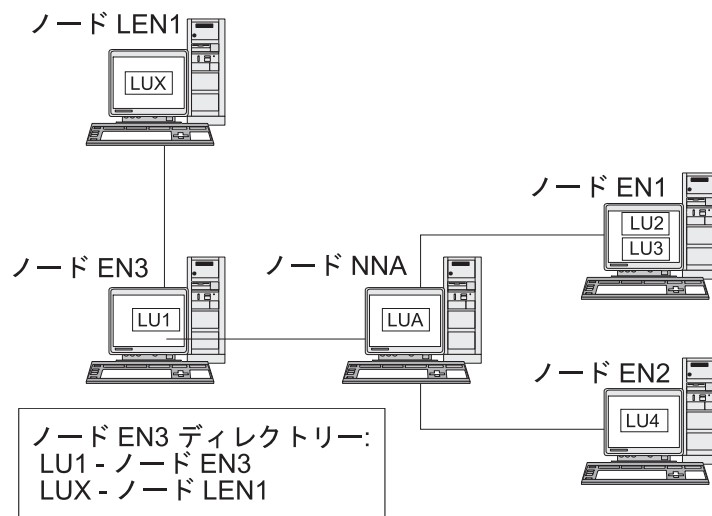 ノード LEN1
LUX
ノード EN1
LU2
LU3
ノード EN3
ノード NNA
LU1
LUA
ノード EN2
LU4
ノード EN3 ディレクトリー:
LU1 - ノード EN3
LUX - ノード LEN1